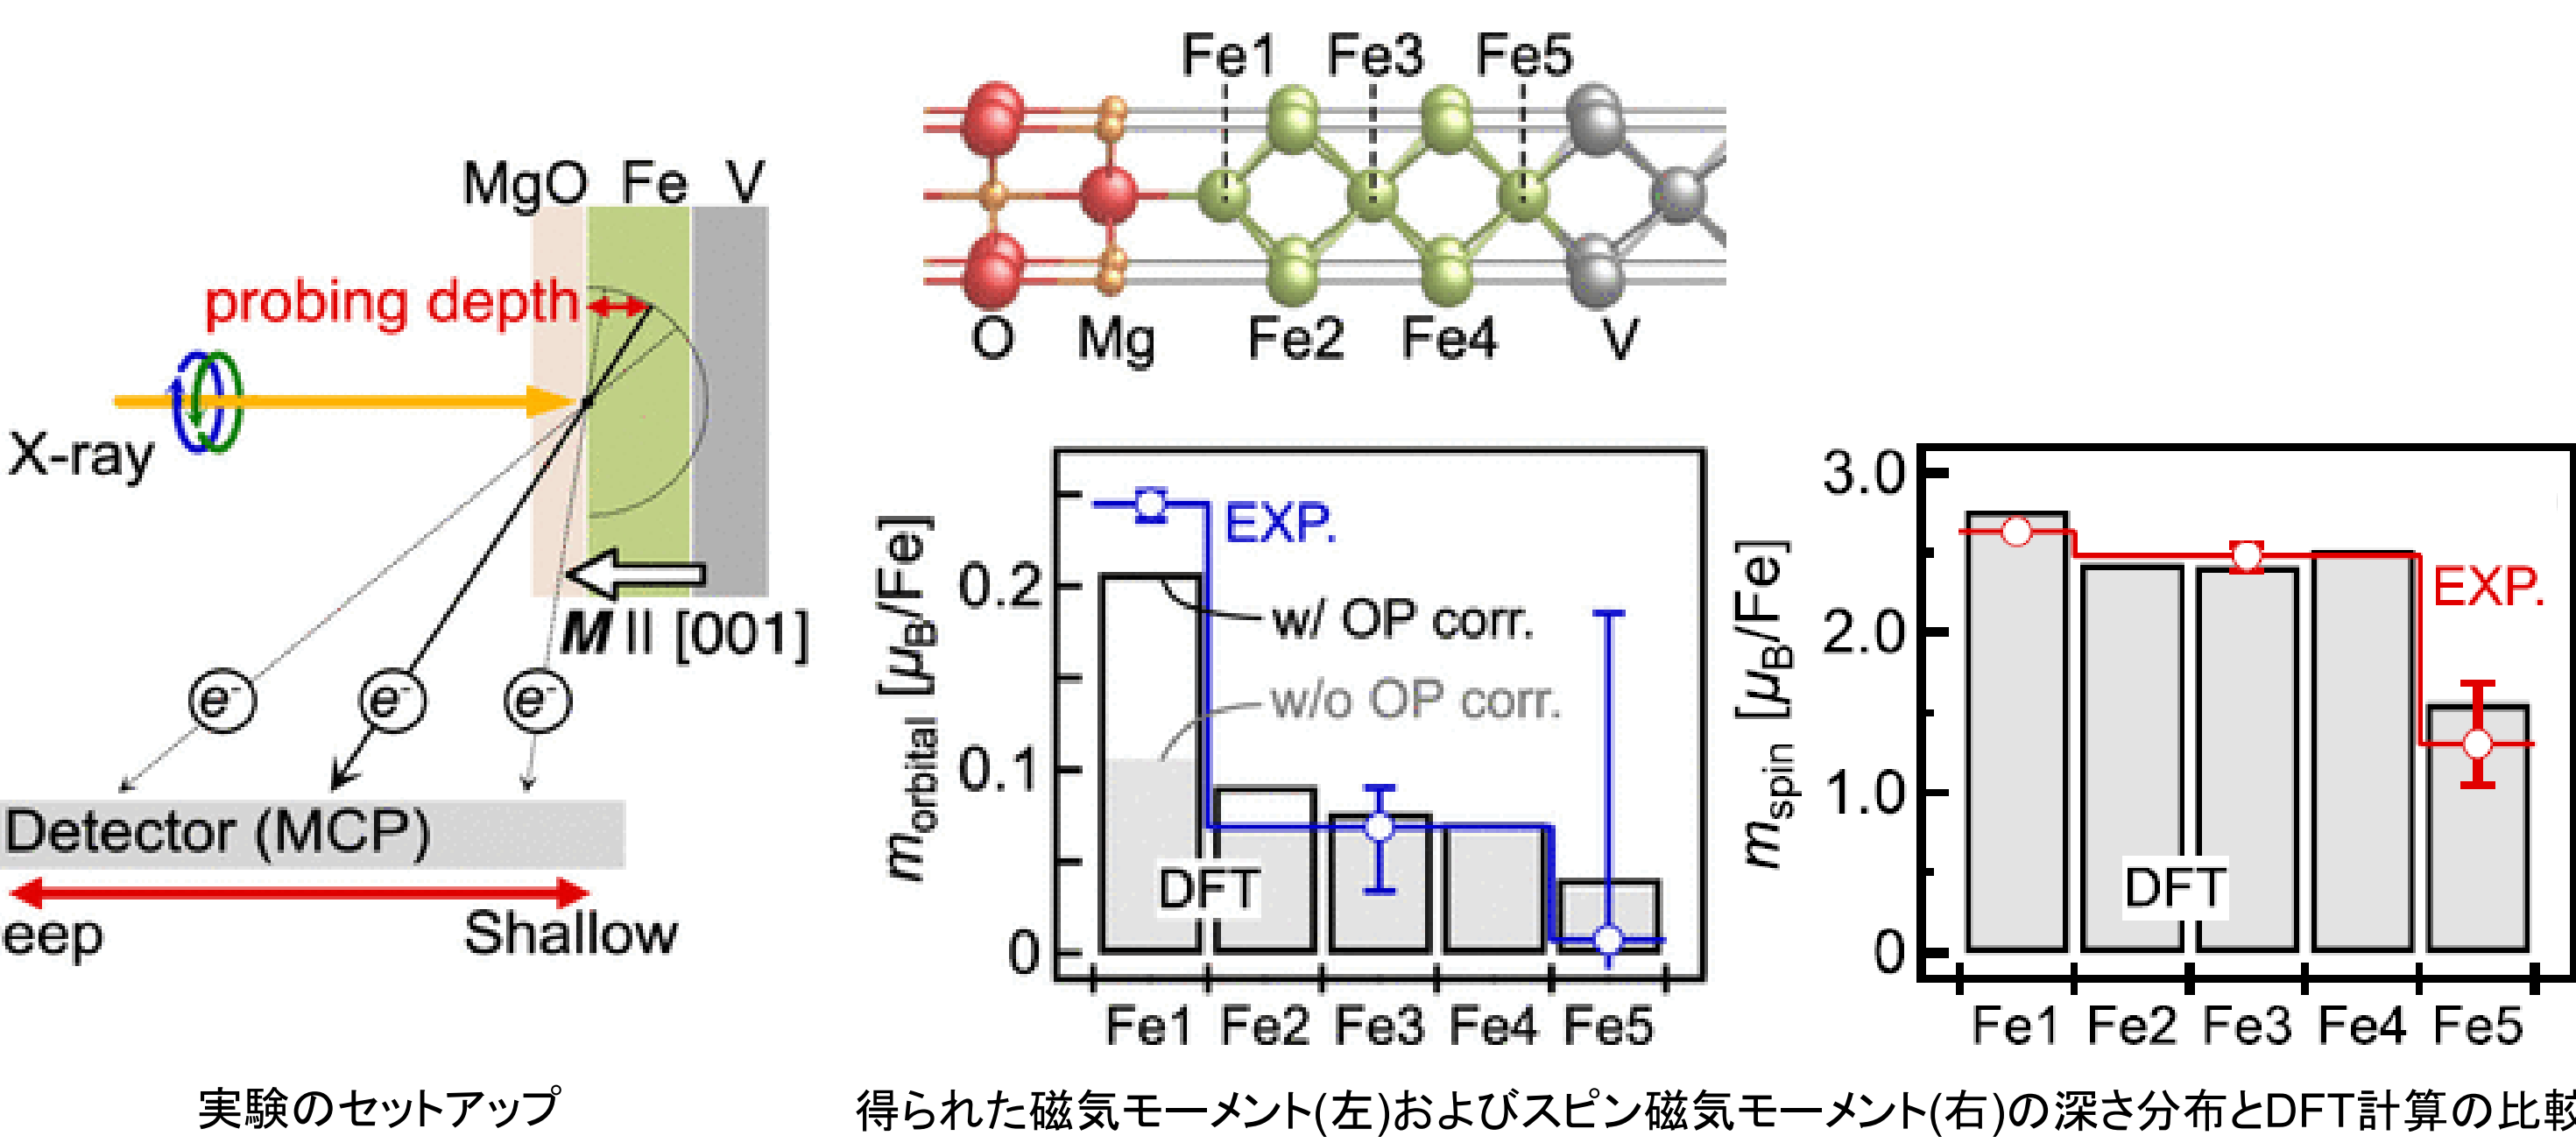 MgO Fe V
probing depth
X-ray
M || [001]
e- e- e-
Detector (MCP)
eep Shallow
実験のセットアップ
Fe1 Fe3 Fe5
O Mg Fe2 Fe4 V
morbital [μB/Fe]
0.2
0.1
0
EXP.
w/ OP corr.
w/o OP corr.
DFT
Fe1 Fe2 Fe3 Fe4 Fe5
mspin [μB/Fe]
3.0
2.0
1.0
0
EXP.
DFT
Fe1 Fe2 Fe3 Fe4 Fe5
得られた磁気モーメント(左)およびスピン磁気モーメント(右)の深さ分布とDFT計算の比較